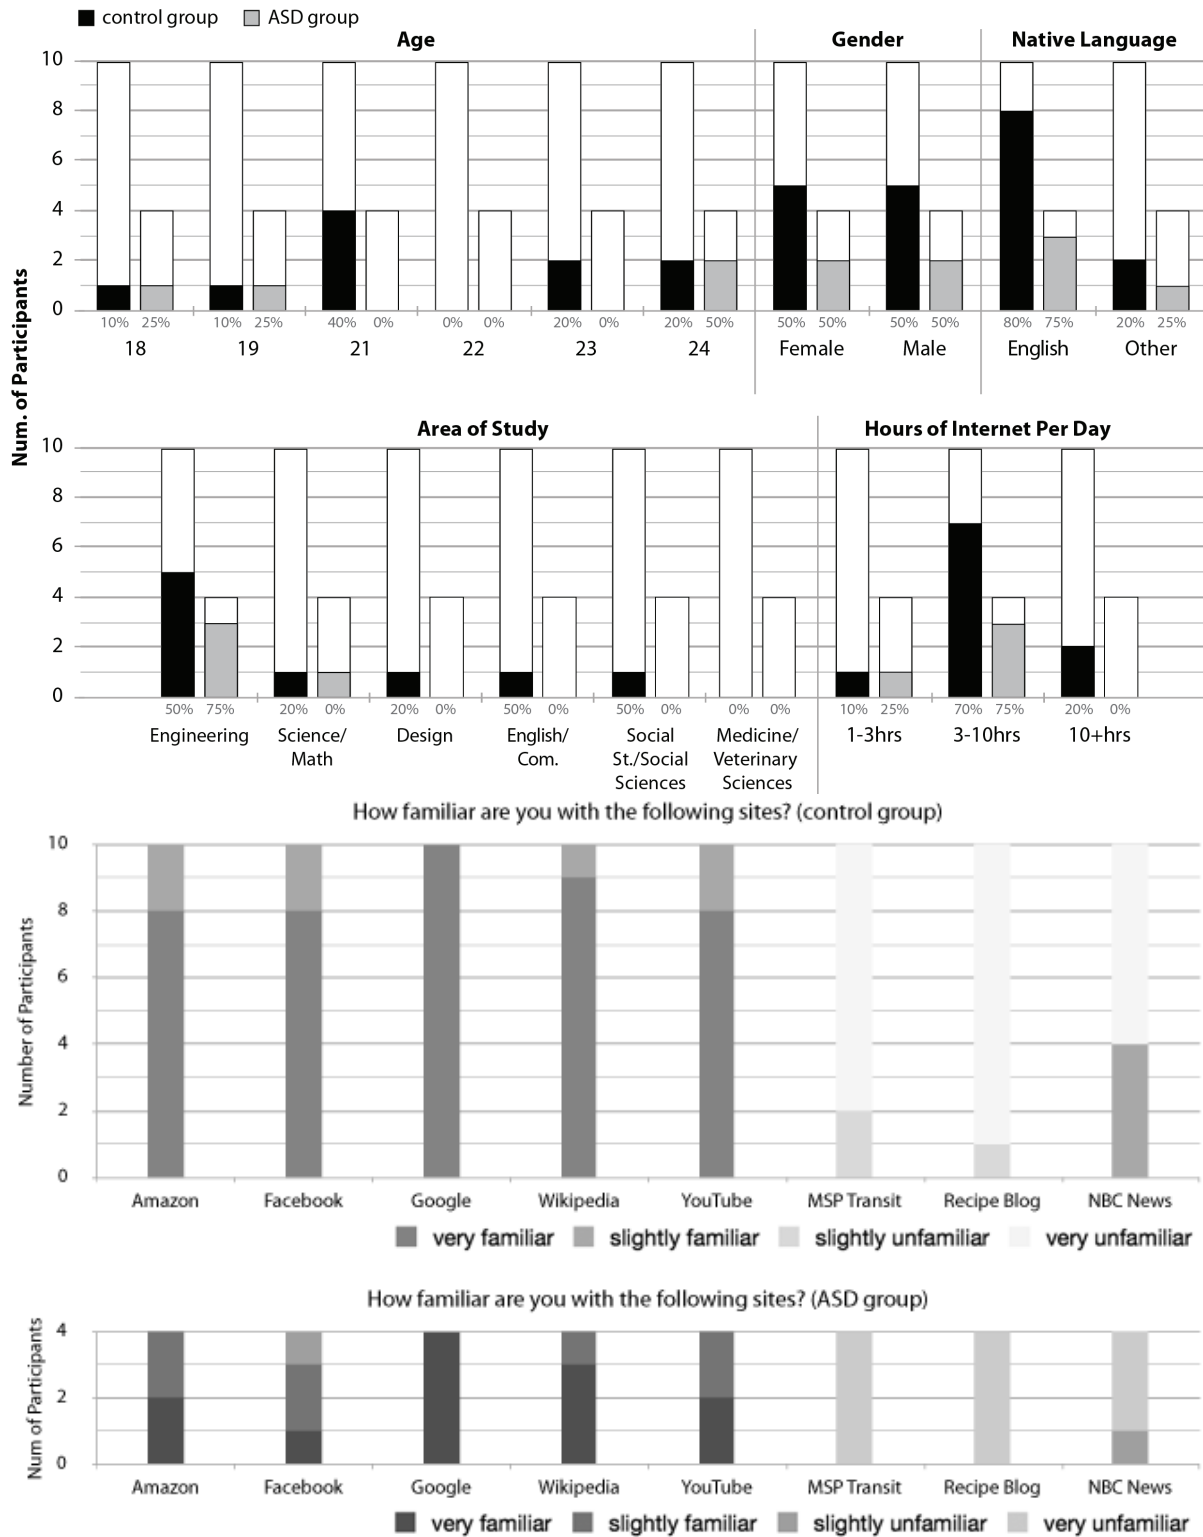 control group ASD group
Age Gender Native Language
10
8
6
4
2
0
10% 25% 10% 25% 40% 0% 0% 0% 20% 0% 20% 50% 50% 50% 50% 50% 80% 75% 20% 25%
18 19 21 22 23 24 Female Male English Other
Num. of Participants
Area of Study Hours of Internet Per Day
10
8
6
4
2
0
50% 75% 20% 0% 20% 0% 50% 0% 50% 0% 0% 0% 10% 25% 70% 75% 20% 0%
Engineering Science/ Design English/ Social Medicine/ 1-3hrs 3-10hrs 10+hrs
Math Com. St./Social Veterinary
Sciences Sciences
How familiar are you with the following sites? (control group)
10
8
6
4
2
0
Number of Participants
Amazon Facebook Google Wikipedia YouTube MSP Transit Recipe Blog NBC News
very familiar slightly familiar slightly unfamiliar very unfamiliar
How familiar are you with the following sites? (ASD group)
4
2
0
Num of Participants
Amazon Facebook Google Wikipedia YouTube MSP Transit Recipe Blog NBC News
very familiar slightly familiar slightly unfamiliar very unfamiliar